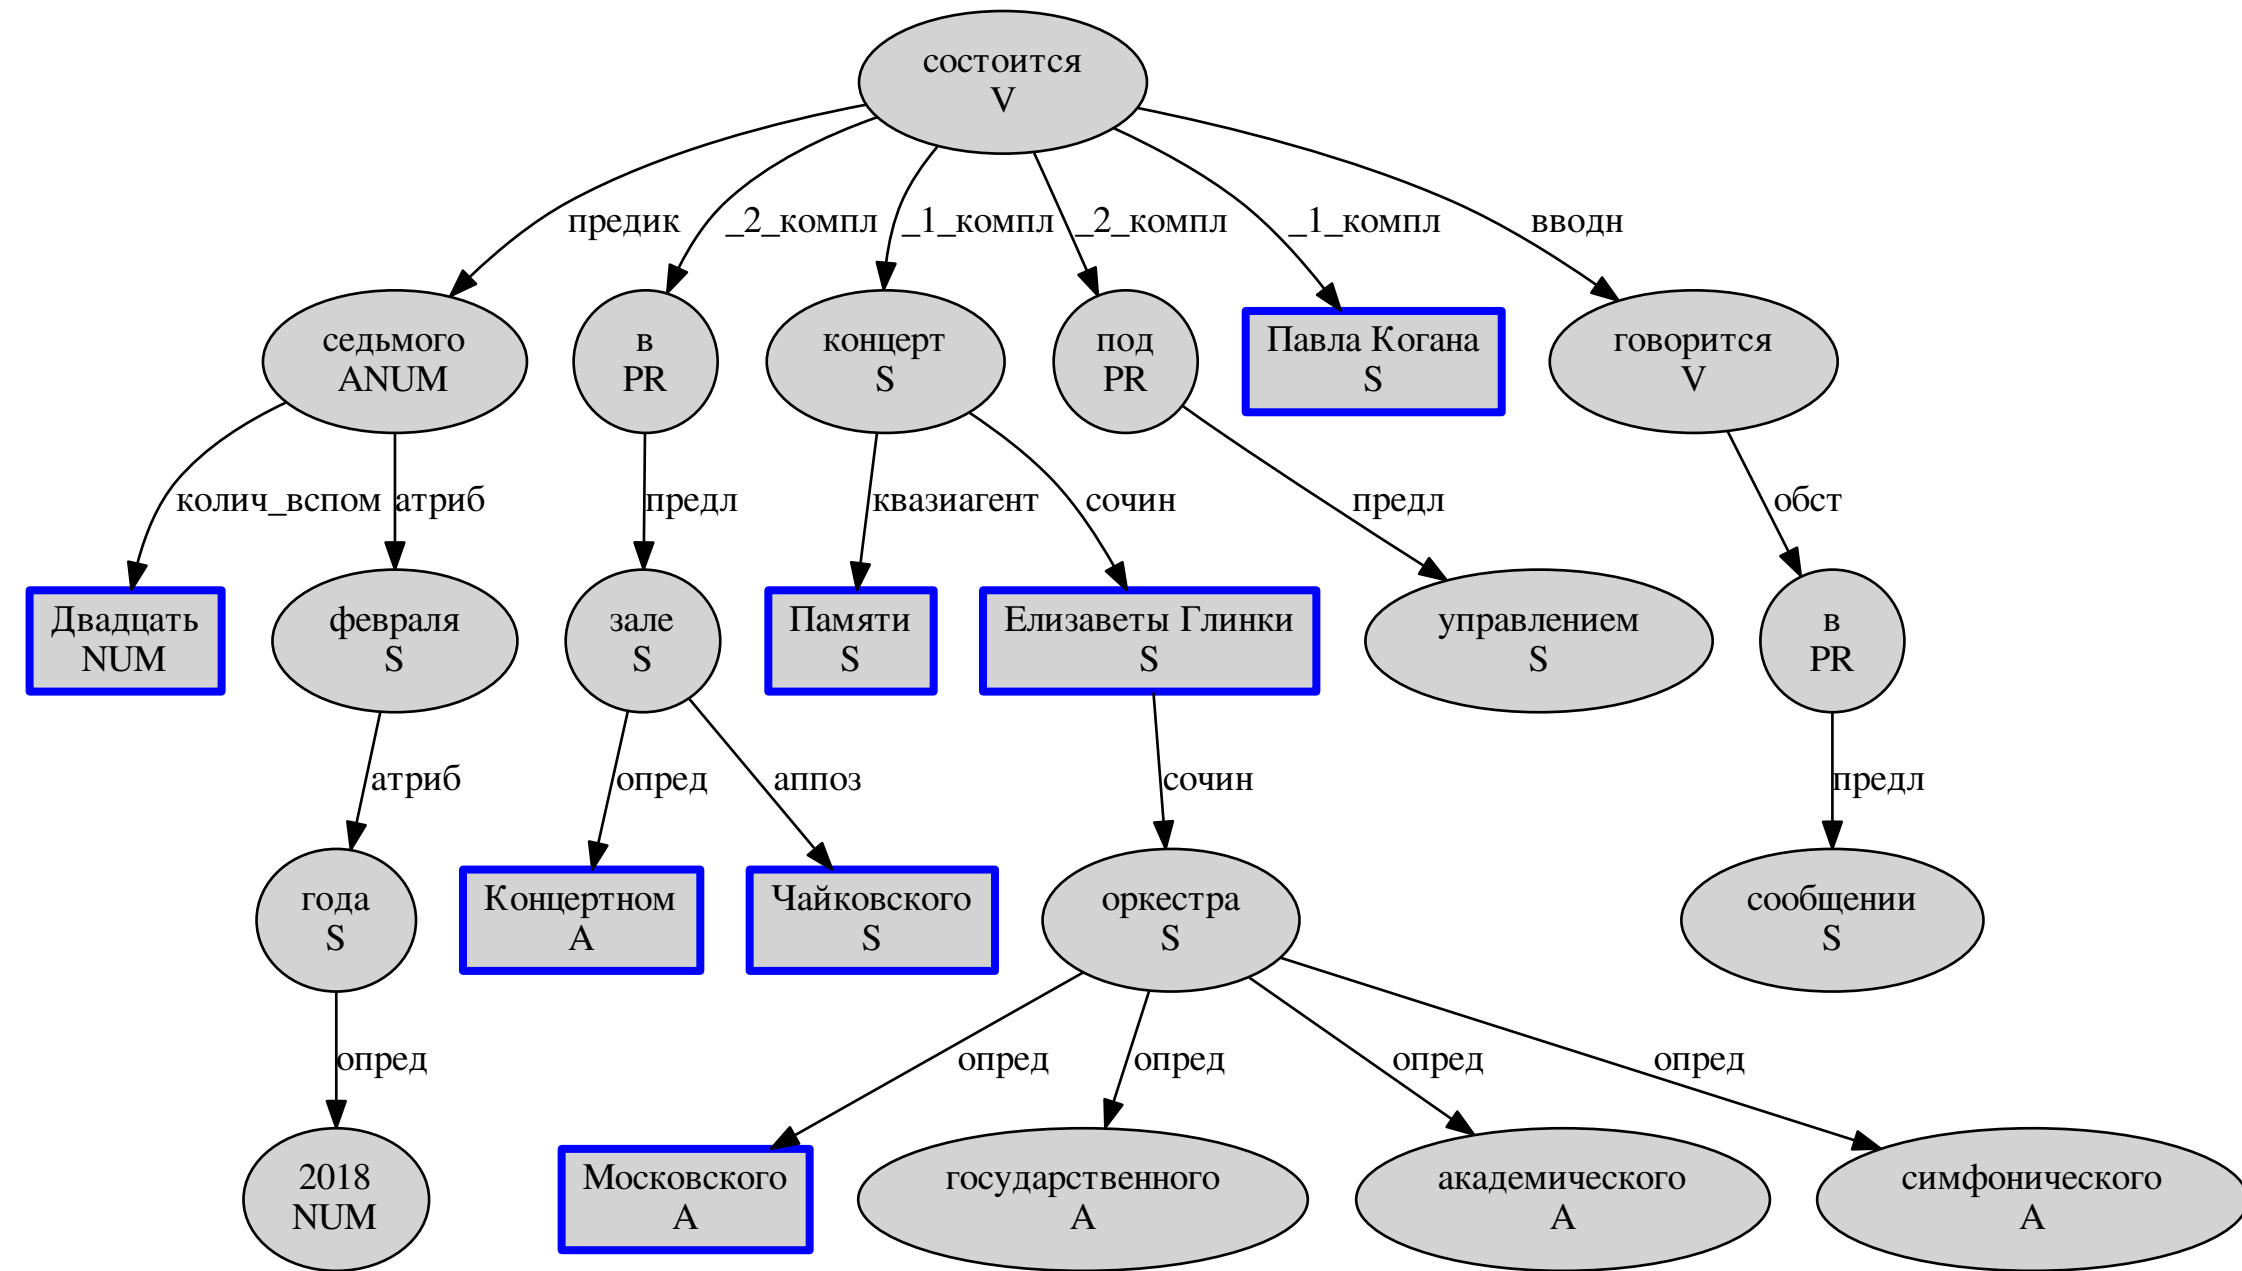 состоится
V
предик
_2_компл
_1_компл
_2_компл
_1_компл
вводн
седьмого
ANUM
в
PR
концерт
S
под
PR
Павла Когана
S
говорится
V
колич_вспом
атриб
предл
квазиагент
сочин
предл
обст
Двадцать
NUM
февраля
S
зале
S
Памяти
S
Елизаветы Глинки
S
управлением
S
в
PR
атриб
опред
аппоз
сочин
предл
года
S
Концертном
A
Чайковского
S
оркестра
S
сообщении
S
опред
опред
опред
опред
опред
2018
NUM
Московского
A
государственного
A
академического
A
симфонического
A